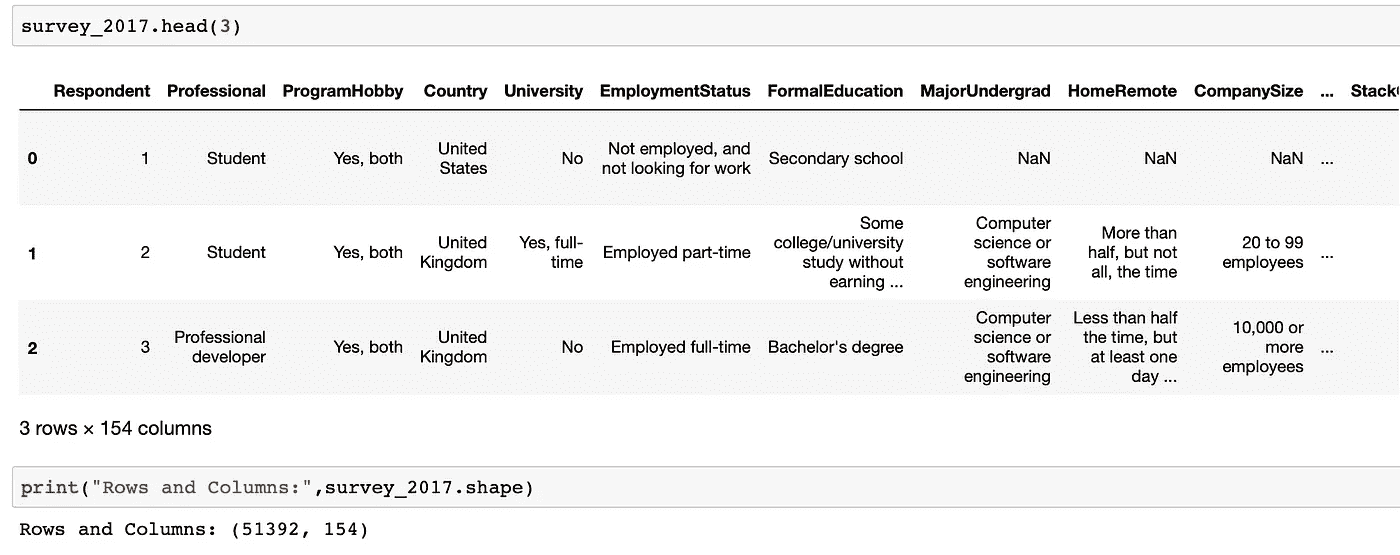 survey_2017.head(3)
Respondent Professional ProgramHobby Country University EmploymentStatus FormalEducation MajorUndergrad HomeRemote CompanySize ...
0 1 Student Yes, both United States No Not employed, and not looking for work Secondary school NaN NaN NaN ...
1 2 Student Yes, both United Kingdom Yes, full-time Employed part-time Some college/university study without earning ... Computer science or software engineering More than half, but not all, the time 20 to 99 employees ...
2 3 Professional developer Yes, both United Kingdom No Employed full-time Bachelor's degree Computer science or software engineering Less than half the time, but at least one day ... 10,000 or more employees ...
3 rows × 154 columns
print("Rows and Columns:",survey_2017.shape)
Rows and Columns: (51392, 154)